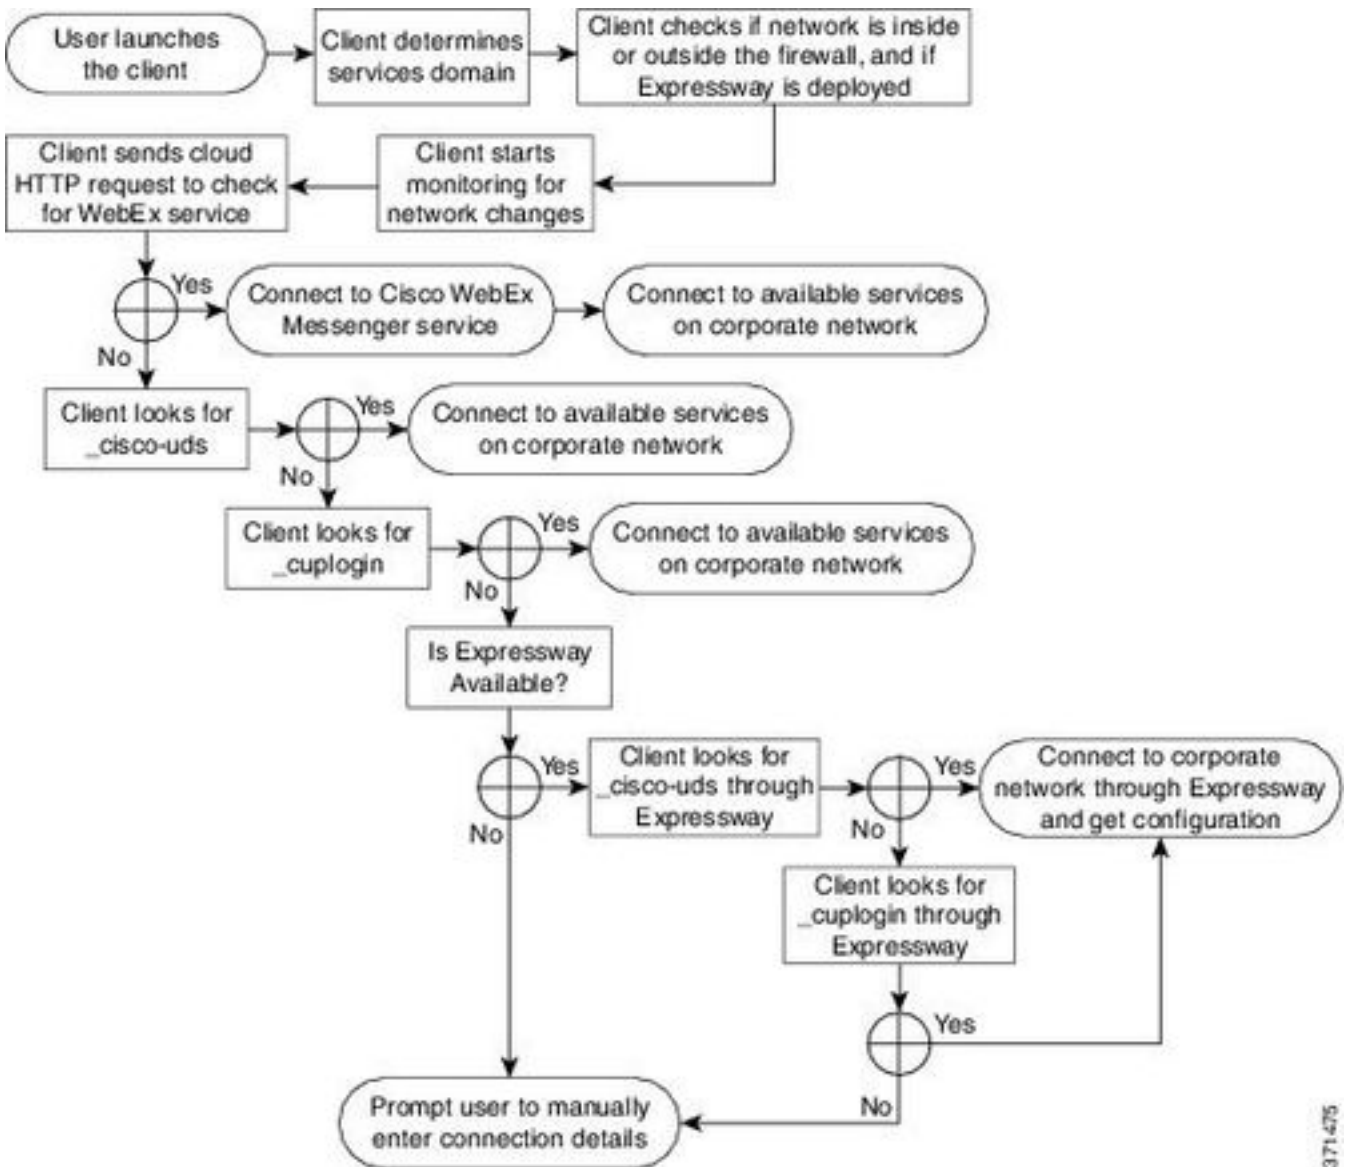 User launches
the client
Client determines
services domain
Client checks if network is inside
or outside the firewall, and if
Expressway is deployed
Client sends cloud
HTTP request to check
for WebEx service
Client starts
monitoring for
network changes
Yes
Connect to Cisco WebEx
Messenger service
Connect to available services
on corporate network
No
Client looks for
_cisco-uds
Yes
Connect to available services
on corporate network
No
Client looks for
_cuplogin
Yes
Connect to available services
on corporate network
No
Is Expressway
Available?
Yes
Client looks for
_cisco-uds through
Expressway
Yes
Connect to corporate
network through Expressway
and get configuration
No
No
Client looks for
_cuplogin through
Expressway
Yes
No
Prompt user to manually
enter connection details
371475